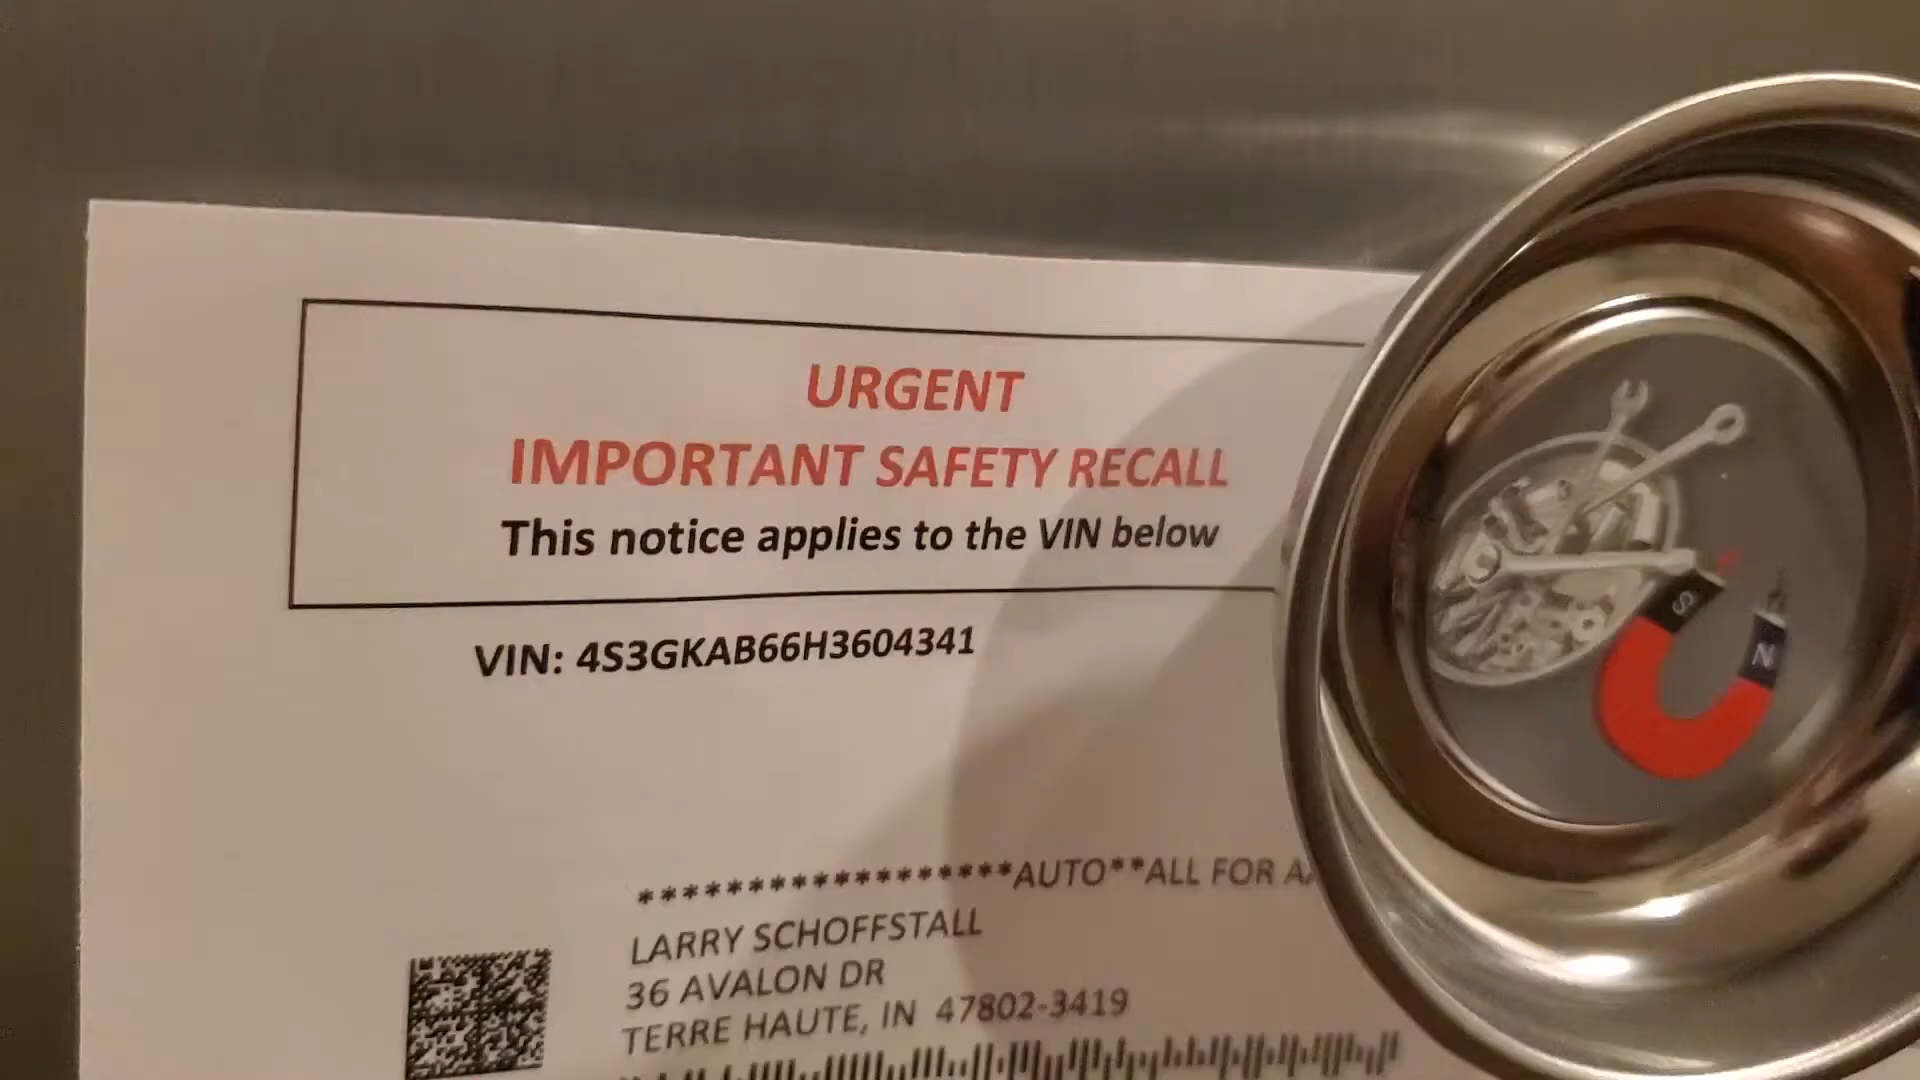 URGENT
IMPORTANT SAFETY RECALL
This notice applies to the VIN below
VIN: 4S3GKAB66H3604341
******************AUTO**ALL FOR
LARRY SCHOFFSTALL
36 AVALON DR
TERRE HAUTE, IN 47802-3419
S
N